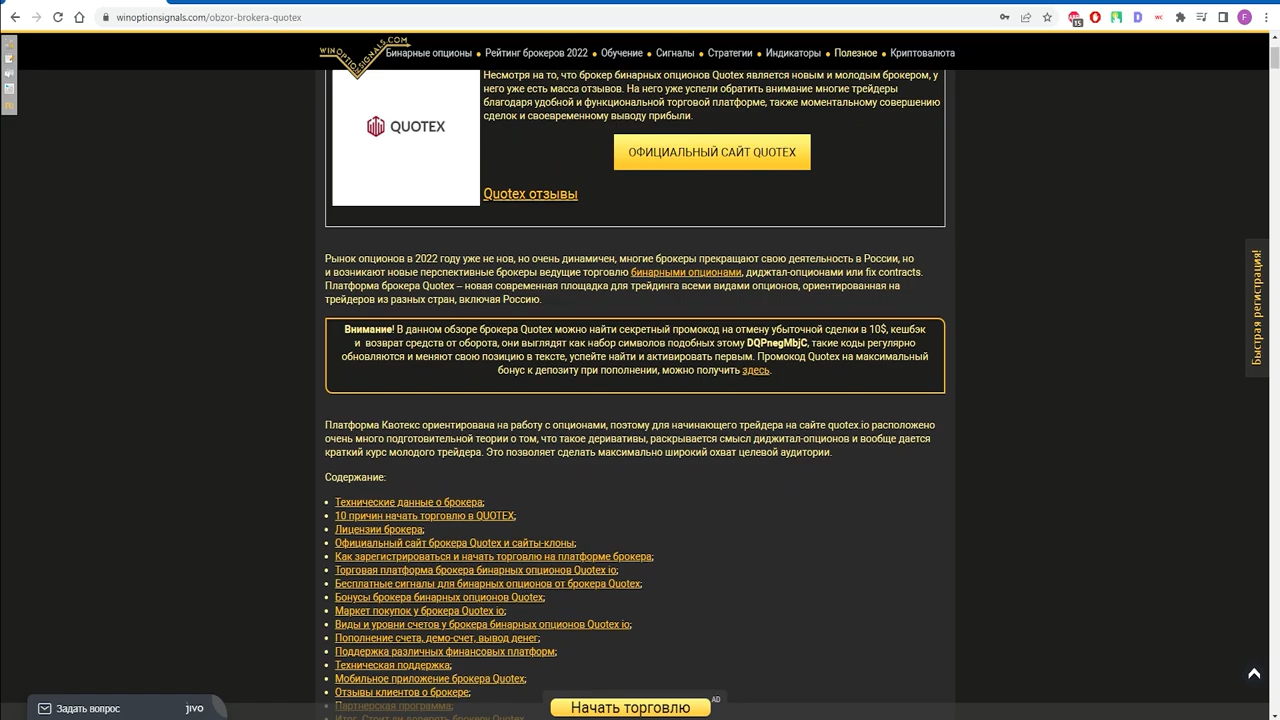 winoptionsignals.com/obzor-brokera-quotex
15
WC
F
WINOPTIONSIGNALS.COM
Бинарные опционы • Рейтинг брокеров 2022 • Обучение • Сигналы • Стратегии • Индикаторы • Полезное • Криптовалюта
QUOTEX
Несмотря на то, что брокер бинарных опционов Quotex является новым и молодым брокером, у
него уже есть масса отзывов. На него уже успели обратить внимание многие трейдеры
благодаря удобной и функциональной торговой платформе, также моментальному совершению
сделок и своевременному выводу прибыли.
ОФИЦИАЛЬНЫЙ САЙТ QUOTEX
Quotex отзывы
Рынок опционов в 2022 году уже не нов, но очень динамичен, многие брокеры прекращают свою деятельность в России, но
и возникают новые перспективные брокеры ведущие торговлю бинарными опционами, диджтал-опционами или fix contracts.
Платформа брокера Quotex – новая современная площадка для трейдинга всеми видами опционов, ориентированная на
трейдеров из разных стран, включая Россию.
Быстрая регистрация!
Внимание! В данном обзоре брокера Quotex можно найти секретный промокод на отмену убыточной сделки в 10$, кешбэк
и возврат средств от оборота, они выглядят как набор символов подобных этому DQPnegMbjC, такие коды регулярно
обновляются и меняют свою позицию в тексте, успейте найти и активировать первым. Промокод Quotex на максимальный
бонус к депозиту при пополнении, можно получить здесь.
Платформа Квотекс ориентирована на работу с опционами, поэтому для начинающего трейдера на сайте quotex.io расположено
очень много подготовительной теории о том, что такое деривативы, раскрывается смысл диджитал-опционов и вообще дается
краткий курс молодого трейдера. Это позволяет сделать максимально широкий охват целевой аудитории.
Содержание:
• Технические данные о брокера;
• 10 причин начать торговлю в QUOTEX;
• Лицензии брокера;
• Официальный сайт брокера Quotex и сайты-клоны;
• Как зарегистрироваться и начать торговлю на платформе брокера;
• Торговая платформа брокера бинарных опционов Quotex io;
• Бесплатные сигналы для бинарных опционов от брокера Quotex;
• Бонусы брокера бинарных опционов Quotex;
• Маркет покупок у брокера Quotex io;
• Виды и уровни счетов у брокера бинарных опционов Quotex io;
• Пополнение счета, демо-счет, вывод денег;
• Поддержка различных финансовых платформ;
• Техническая поддержка;
• Мобильное приложение брокера Quotex;
• Отзывы клиентов о брокере;
• Партнерская программа;
Итог. Стоит ли доверять брокеру Quotex
Задать вопрос
jivo
Начать торговлю
AD